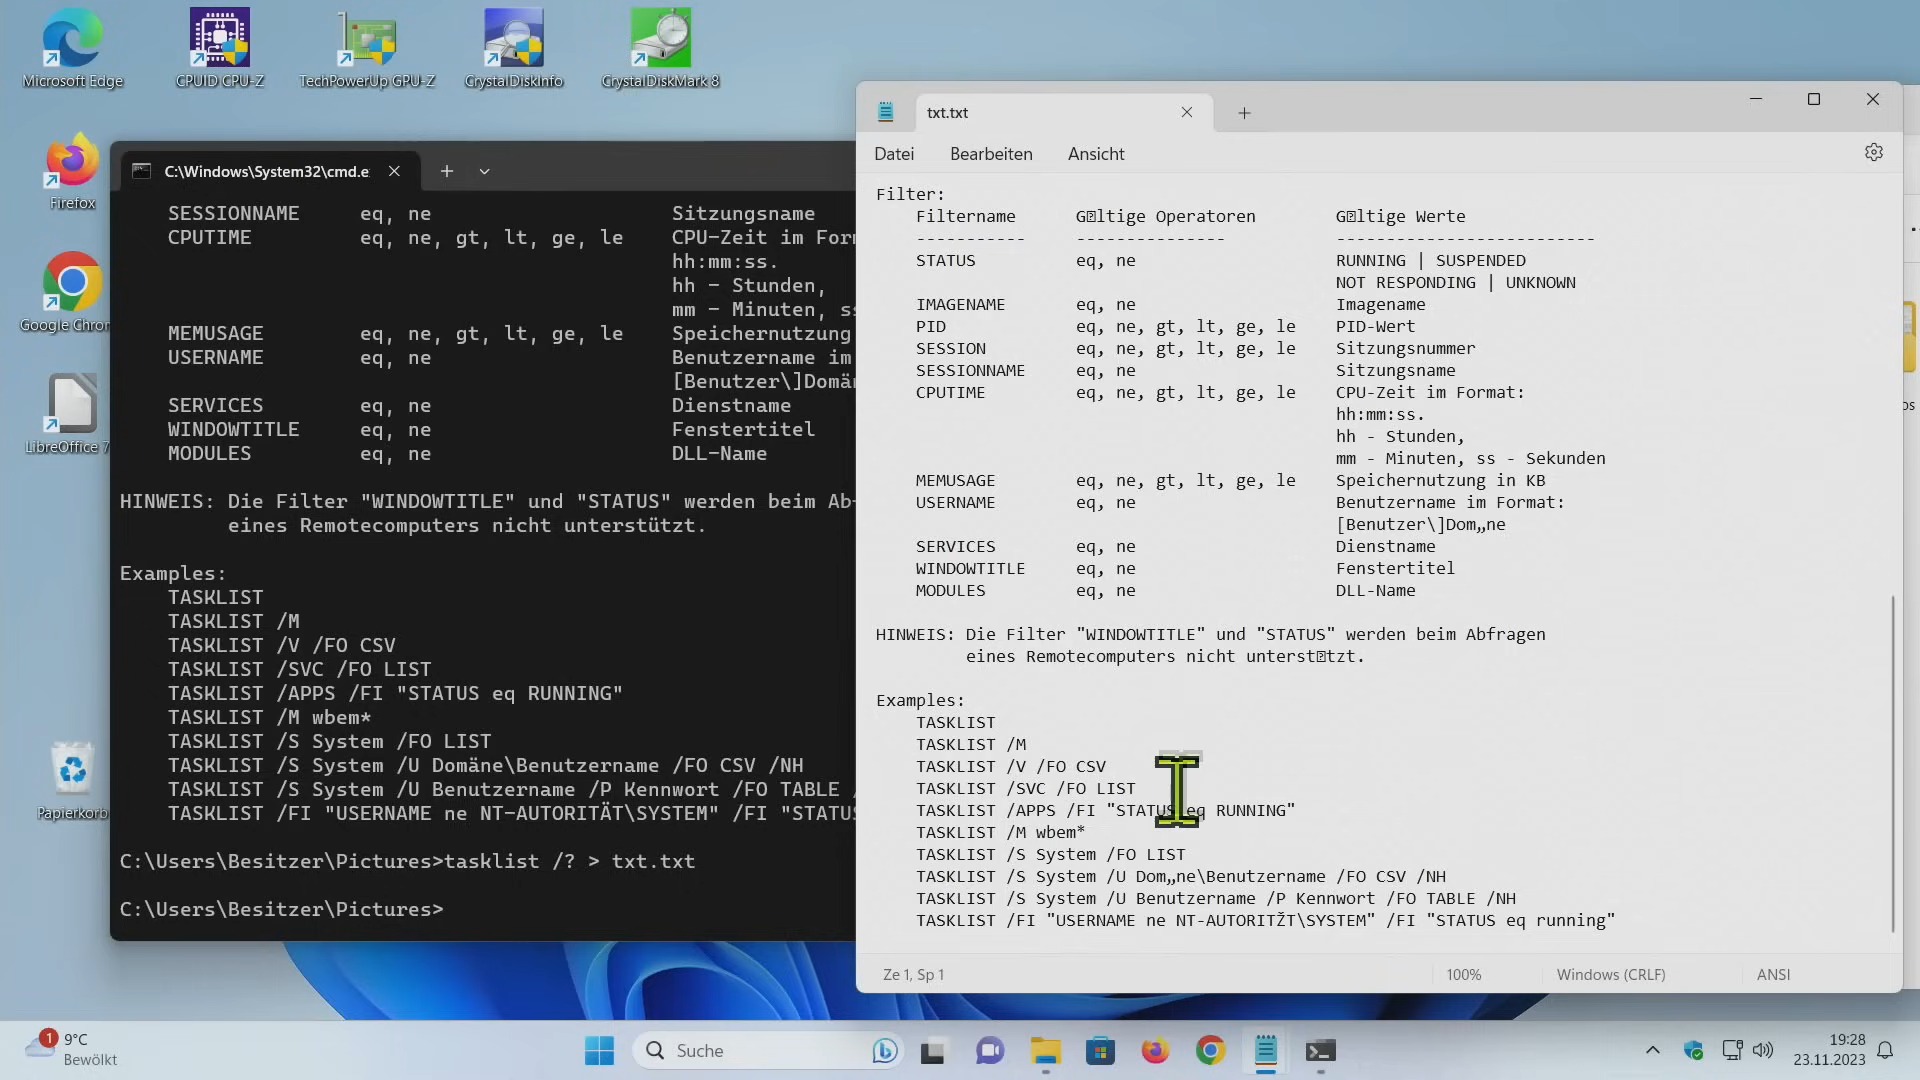 Microsoft Edge
CPUID CPU-Z
TechPowerUp GPU-Z
CrystalDiskInfo
CrystalDiskMark 8
Firefox
Google Chron
LibreOffice 7
Papierkorb
C:\Windows\System32\cmd.e
SESSIONNAME eq, ne Sitzungsname
CPUTIME eq, ne, gt, lt, ge, le CPU-Zeit im For
hh:mm:ss.
hh - Stunden,
mm - Minuten, s
MEMUSAGE eq, ne, gt, lt, ge, le Speichernutzung
USERNAME eq, ne Benutzername im
[Benutzer\]Domän
SERVICES eq, ne Dienstname
WINDOWTITLE eq, ne Fenstertitel
MODULES eq, ne DLL-Name
HINWEIS: Die Filter "WINDOWTITLE" und "STATUS" werden beim Ab
eines Remotecomputers nicht unterstützt.
Examples:
TASKLIST
TASKLIST /M
TASKLIST /V /FO CSV
TASKLIST /SVC /FO LIST
TASKLIST /APPS /FI "STATUS eq RUNNING"
TASKLIST /M wbem*
TASKLIST /S System /FO LIST
TASKLIST /S System /U Domäne\Benutzername /FO CSV /NH
TASKLIST /S System /U Benutzername /P Kennwort /FO TABLE /
TASKLIST /FI "USERNAME ne NT-AUTORITÄT\SYSTEM" /FI "STATUS
C:\Users\Besitzer\Pictures>tasklist /? > txt.txt
C:\Users\Besitzer\Pictures>
txt.txt
Datei Bearbeiten Ansicht
Filter:
Filtername G�ltige Operatoren G�ltige Werte
----------- --------------- --------------------------
STATUS eq, ne RUNNING | SUSPENDED
NOT RESPONDING | UNKNOWN
IMAGENAME eq, ne Imagename
PID eq, ne, gt, lt, ge, le PID-Wert
SESSION eq, ne, gt, lt, ge, le Sitzungsnummer
SESSIONNAME eq, ne Sitzungsname
CPUTIME eq, ne, gt, lt, ge, le CPU-Zeit im Format:
hh:mm:ss.
hh - Stunden,
mm - Minuten, ss - Sekunden
MEMUSAGE eq, ne, gt, lt, ge, le Speichernutzung in KB
USERNAME eq, ne Benutzername im Format:
[Benutzer\]Dom„ne
SERVICES eq, ne Dienstname
WINDOWTITLE eq, ne Fenstertitel
MODULES eq, ne DLL-Name
HINWEIS: Die Filter "WINDOWTITLE" und "STATUS" werden beim Abfragen
eines Remotecomputers nicht unterst�tzt.
Examples:
TASKLIST
TASKLIST /M
TASKLIST /V /FO CSV
TASKLIST /SVC /FO LIST
TASKLIST /APPS /FI "STATUS eq RUNNING"
TASKLIST /M wbem*
TASKLIST /S System /FO LIST
TASKLIST /S System /U Dom„ne\Benutzername /FO CSV /NH
TASKLIST /S System /U Benutzername /P Kennwort /FO TABLE /NH
TASKLIST /FI "USERNAME ne NT-AUTORITŽT\SYSTEM" /FI "STATUS eq running"
Ze 1, Sp 1 100% Windows (CRLF) ANSI
os
1
9°C
Bewölkt
Suche
19:28
23.11.2023